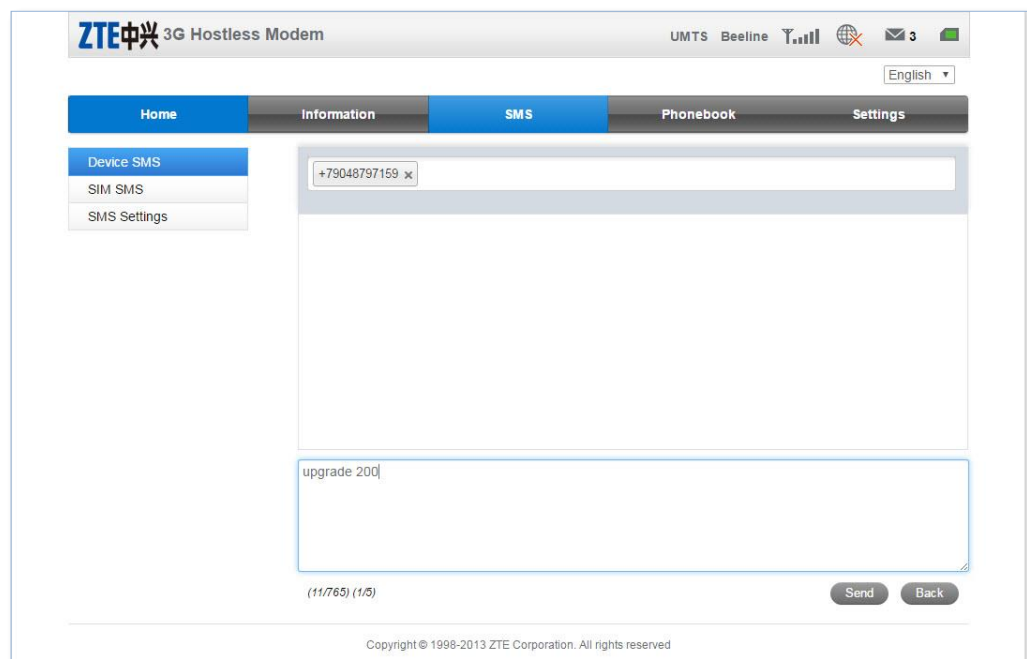 ZTE中兴 3G Hostless Modem UMTS Beeline 3
English
Home Information SMS Phonebook Settings
Device SMS
SIM SMS
SMS Settings
+79048797159 ×
upgrade 200
(11/765) (1/5)
Send Back
Copyright © 1998-2013 ZTE Corporation. All rights reserved